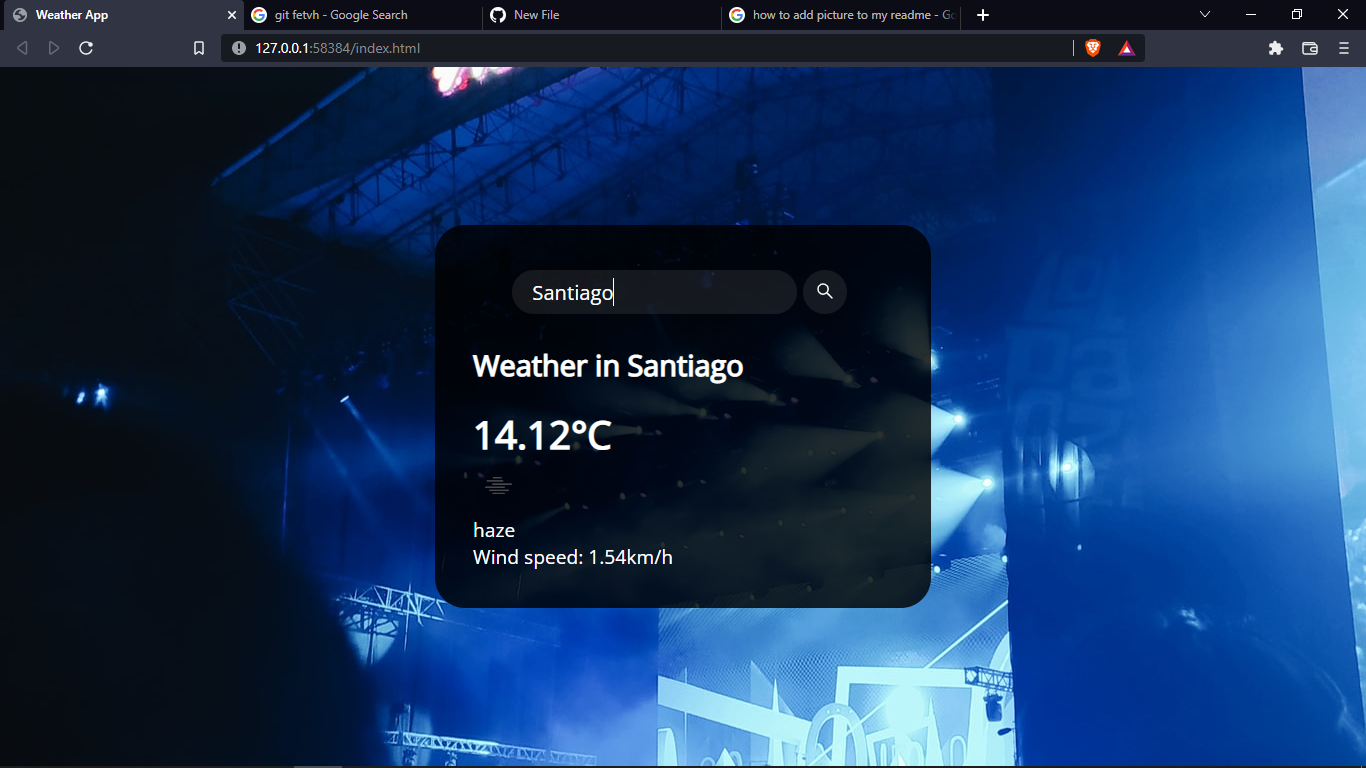 Weather App
git fetvh - Google Search
New File
how to add picture to my readme - Go
127.0.0.1:58384/index.html
Santiago
Weather in Santiago
14.12°C
haze
Wind speed: 1.54km/h